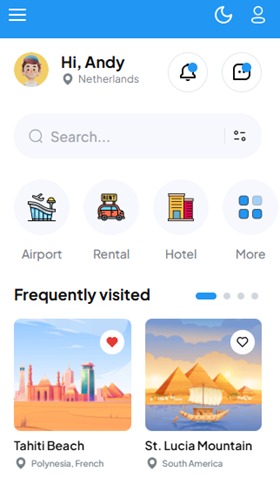 Hi, Andy
Netherlands
Search...
RENT
Airport
Rental
Hotel
More
Frequently visited
Tahiti Beach
St. Lucia Mountain
Polynesia, French
South America